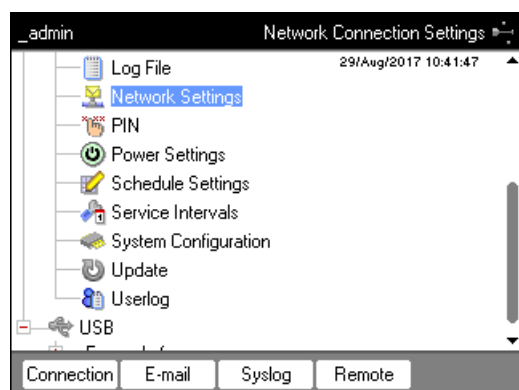 _admin
Network Connection Settings
29/Aug/2017 10:41:47
Log File
Network Settings
PIN
Power Settings
Schedule Settings
Service Intervals
System Configuration
Update
Userlog
USB
Connection
E-mail
Syslog
Remote